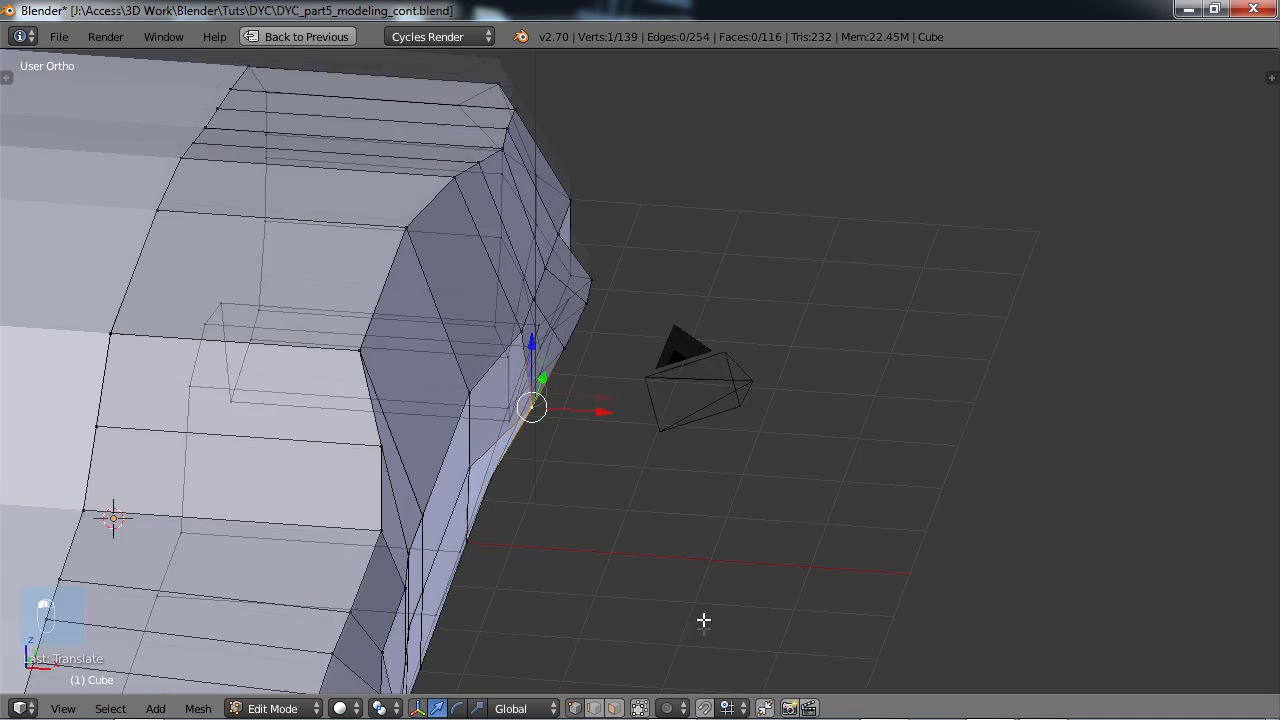 Blender* [J:\Access\3D Work\Blender\Tuts\DYC\DYC_part5_modeling_cont.blend]
File Render Window Help Back to Previous Cycles Render v2.70 | Verts:1/139 | Edges:0/254 | Faces:0/116 | Tris:232 | Mem:22.45M | Cube
User Ortho
z
Last: Translate
(1) Cube
View Select Add Mesh Edit Mode Global